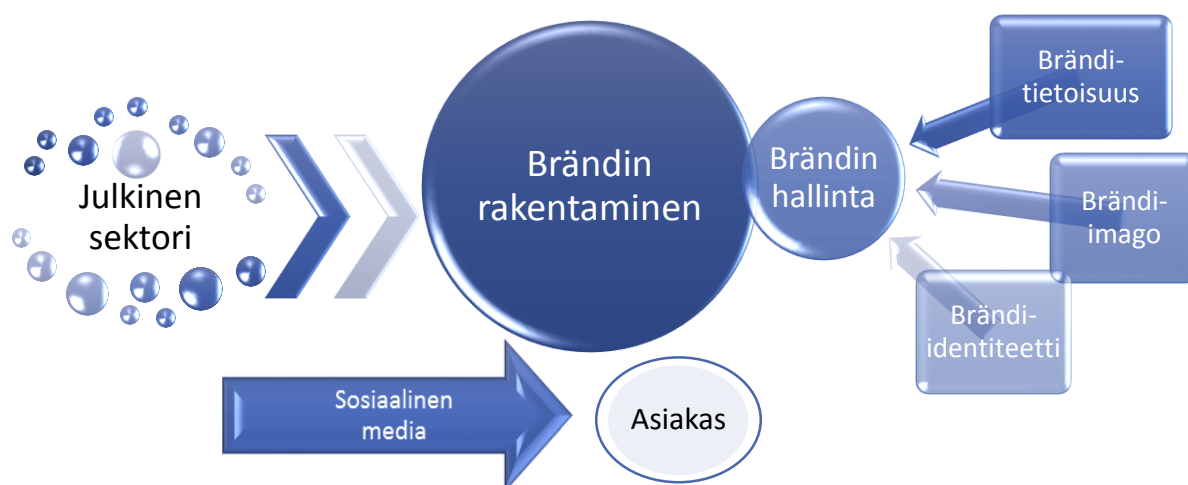 Julkinen
sektori
Brändin
rakentaminen
Brändin
hallinta
Brändi-
tietoisuus
Brändi-
imago
Brändi-
identiteetti
Sosiaalinen
media
Asiakas